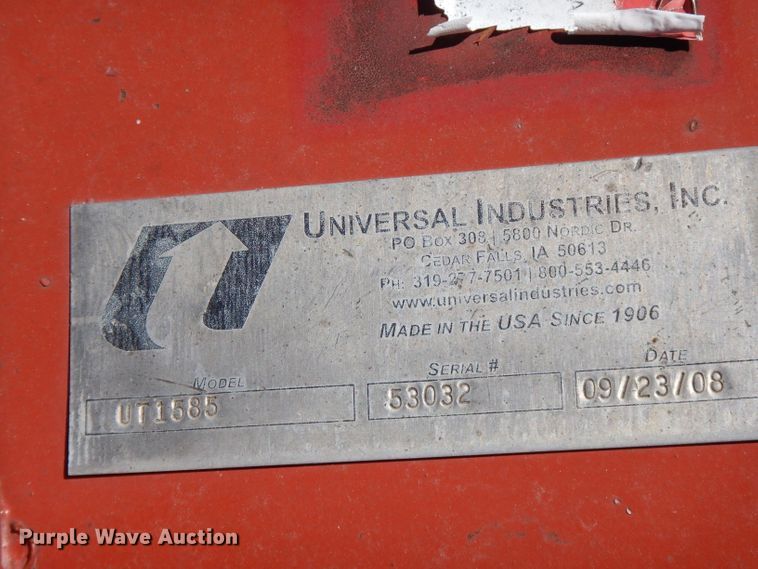 UNIVERSAL INDUSTRIES, INC.
PO BOX 308 | 5800 NORDIC DR.
CEDAR FALLS, IA 50613
PH: 319-277-7501 | 800-553-4446
www.universalindustries.com
MADE IN THE USA SINCE 1906
MODEL SERIAL # DATE
UT1585 53032 09/23/08
Purple Wave Auction